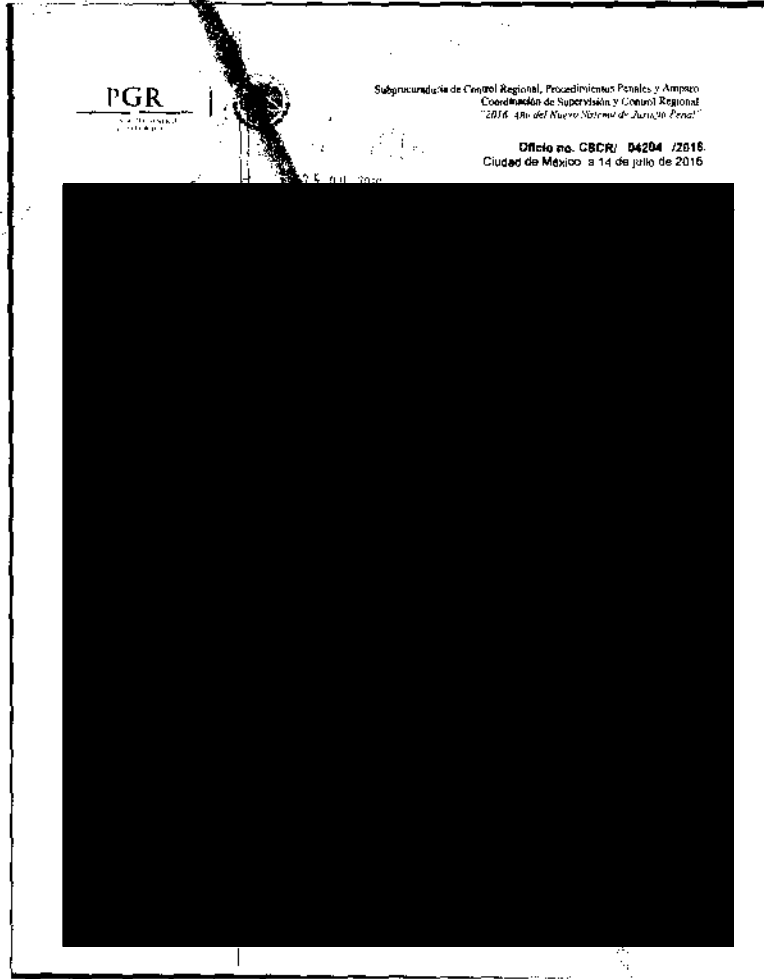 PGR
Subprocuraduría de Control Regional, Procedimientos Penales y Amparo
Coordinación de Supervisión y Control Regional
"2016, Año del Nuevo Sistema de Justicia Penal"
Oficio no. CSCR/ 04204 /2016.
Ciudad de México a 14 de julio de 2016